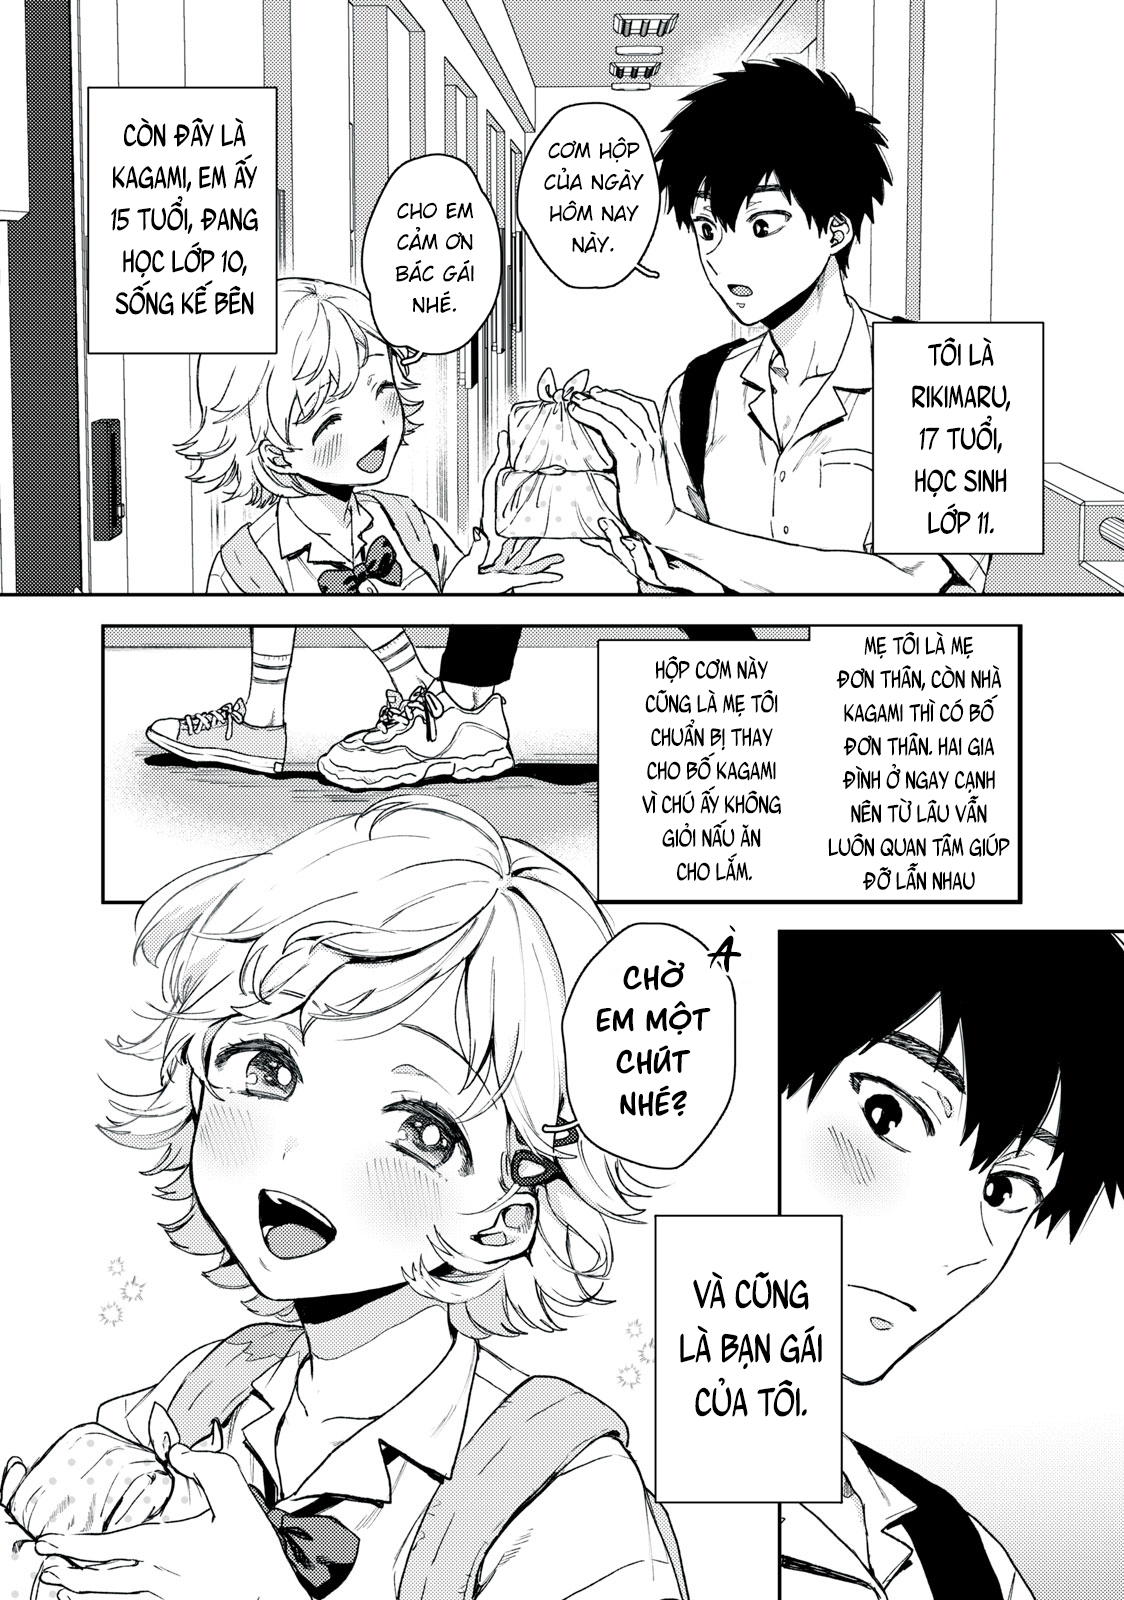 CƠM HỘP
CỦA NGÀY
HÔM NAY
NÀY.
TÔI LÀ
RIKIMARU,
17 TUỔI,
HỌC SINH
LỚP 11.
CHO EM
CẢM ƠN
BÁC GÁI
NHÉ.
CÒN ĐÂY LÀ
KAGAMI, EM ẤY
15 TUỔI, ĐANG
HỌC LỚP 10,
SỐNG KẾ BÊN
MẸ TÔI LÀ MẸ
ĐƠN THÂN, CÒN NHÀ
KAGAMI THÌ CÓ BỐ
ĐƠN THÂN. HAI GIA
ĐÌNH Ở NGAY CẠNH
NÊN TỪ LÂU VẪN
LUÔN QUAN TÂM GIÚP
ĐỠ LẪN NHAU
HỘP CƠM NÀY
CŨNG LÀ MẸ TÔI
CHUẨN BỊ THAY
CHO BỐ KAGAMI
VÌ CHÚ ẤY KHÔNG
GIỎI NẤU ĂN
CHO LẮM.
À
CHỜ
EM MỘT
CHÚT
NHÉ?
VÀ CŨNG
LÀ BẠN GÁI
CỦA TÔI.